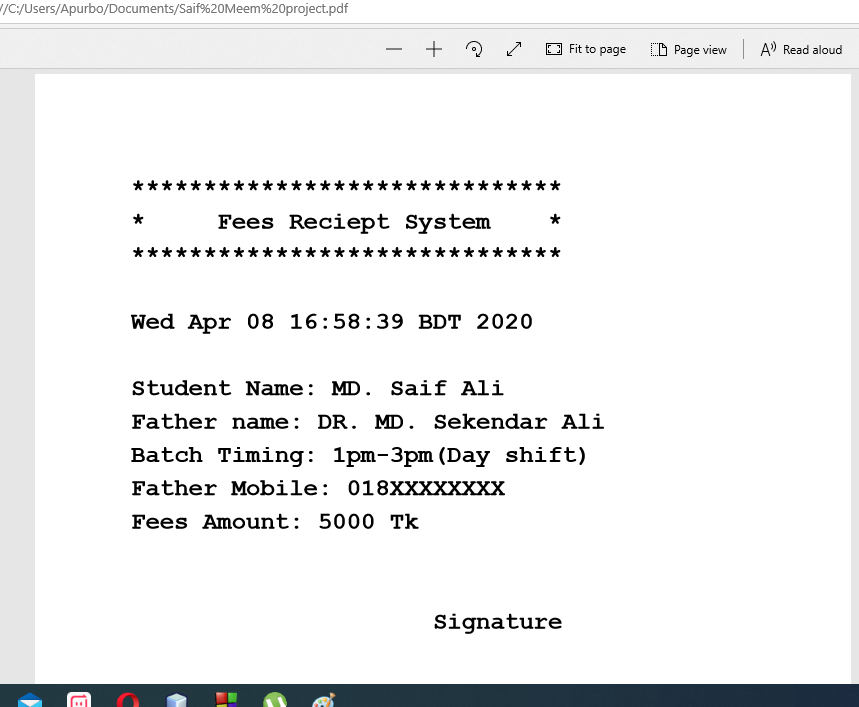 //C:/Users/Apurbo/Documents/Saif%20Meem%20project.pdf
Fit to page Page view A Read aloud
******************************
* Fees Reciept System *
******************************
Wed Apr 08 16:58:39 BDT 2020
Student Name: MD. Saif Ali
Father name: DR. MD. Sekendar Ali
Batch Timing: 1pm-3pm(Day shift)
Father Mobile: 018XXXXXXXX
Fees Amount: 5000 Tk
Signature